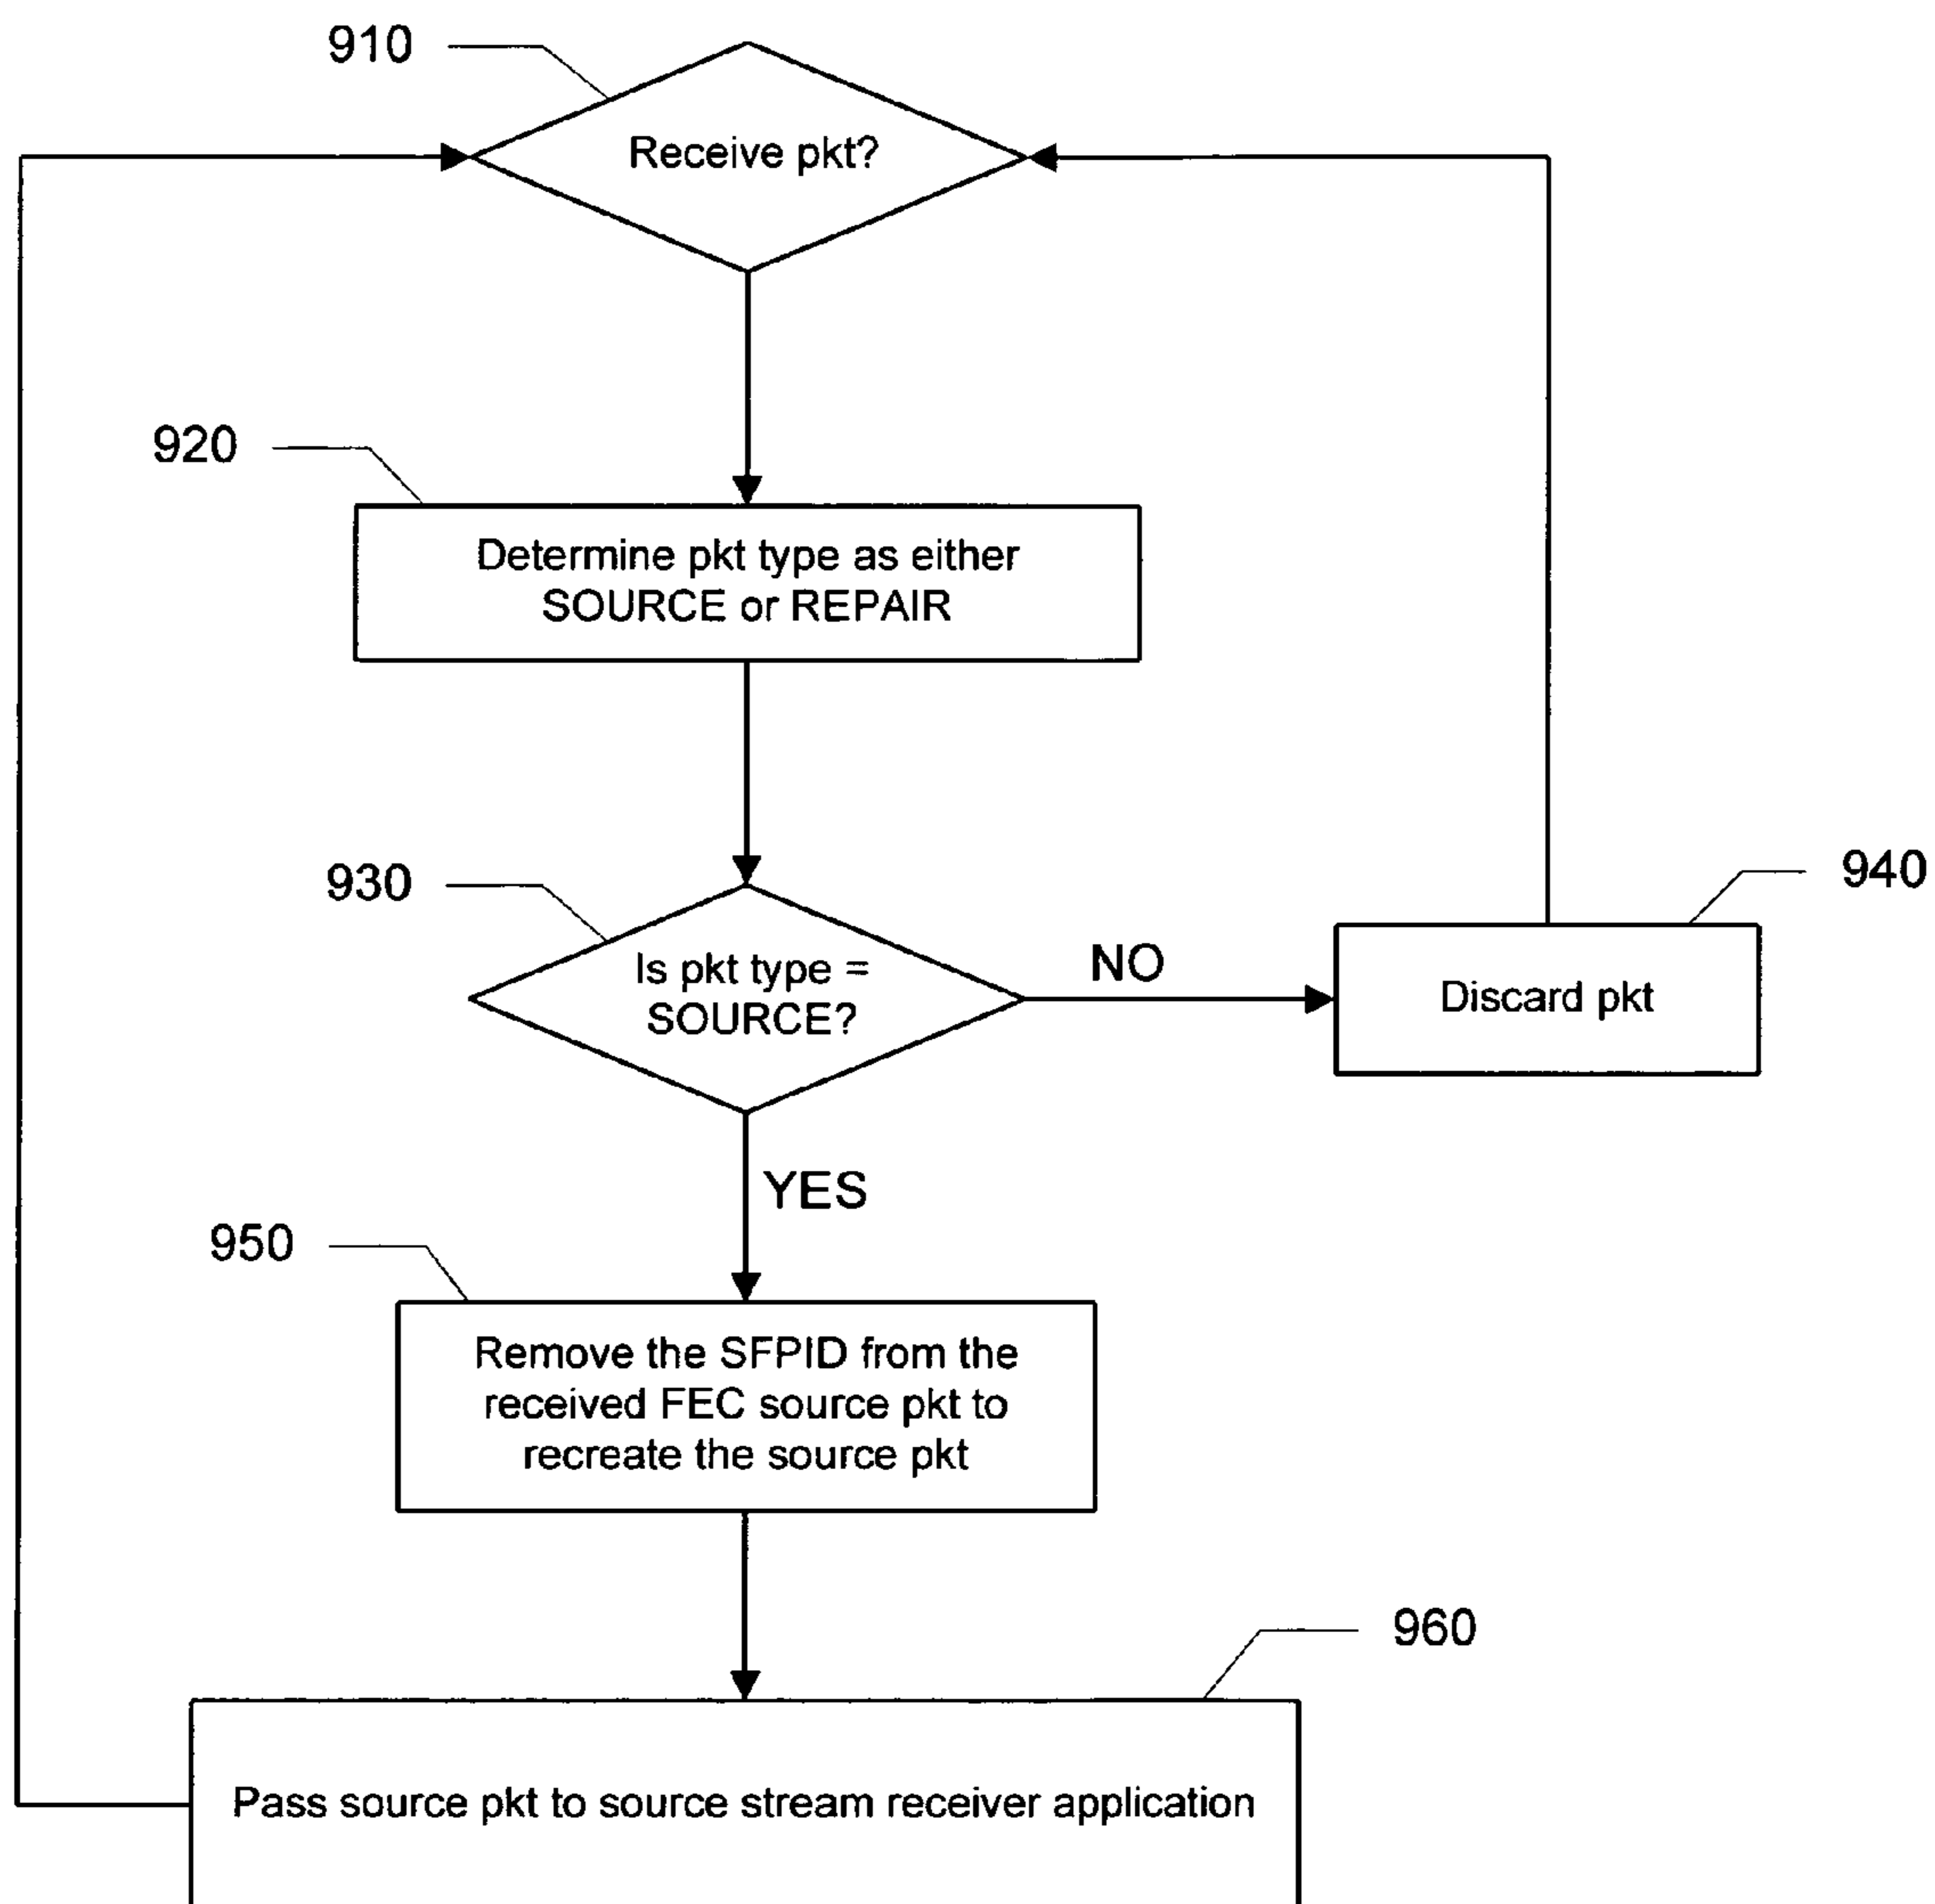 910
Receive pkt?
920
Determine pkt type as either
SOURCE or REPAIR
930
Is pkt type =
SOURCE?
NO
940
Discard pkt
YES
950
Remove the SFPID from the
received FEC source pkt to
recreate the source pkt
960
Pass source pkt to source stream receiver application